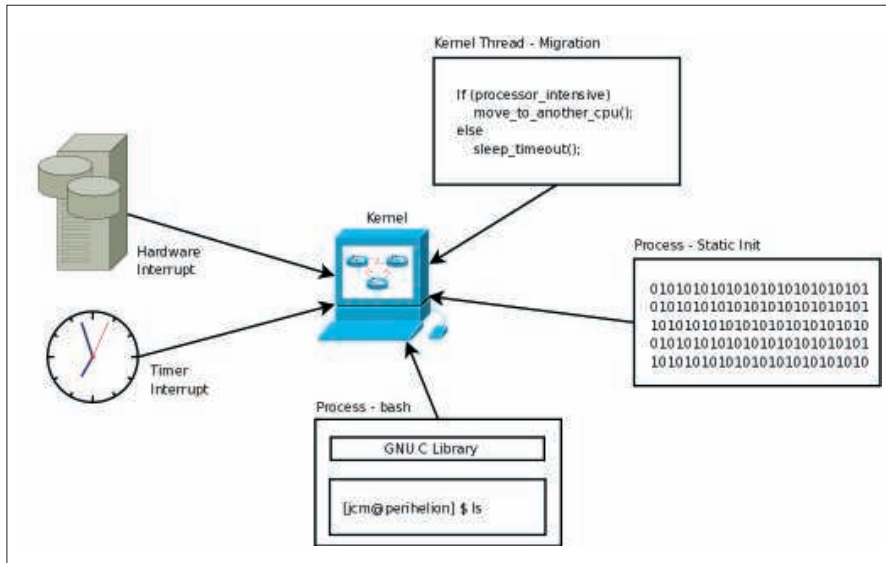 Kernel Thread - Migration
If (processor_intensive)
move_to_another_cpu();
else
sleep_timeout();
Kernel
Hardware
Interrupt
Process - Static Init
0101010101010101010101010101
0101010101010101010101010101
1010101010101010101010101010
0101010101010101010101010101
1010101010101010101010101010
Timer
Interrupt
Process - bash
GNU C Library
[jcm@perihelion] $ ls